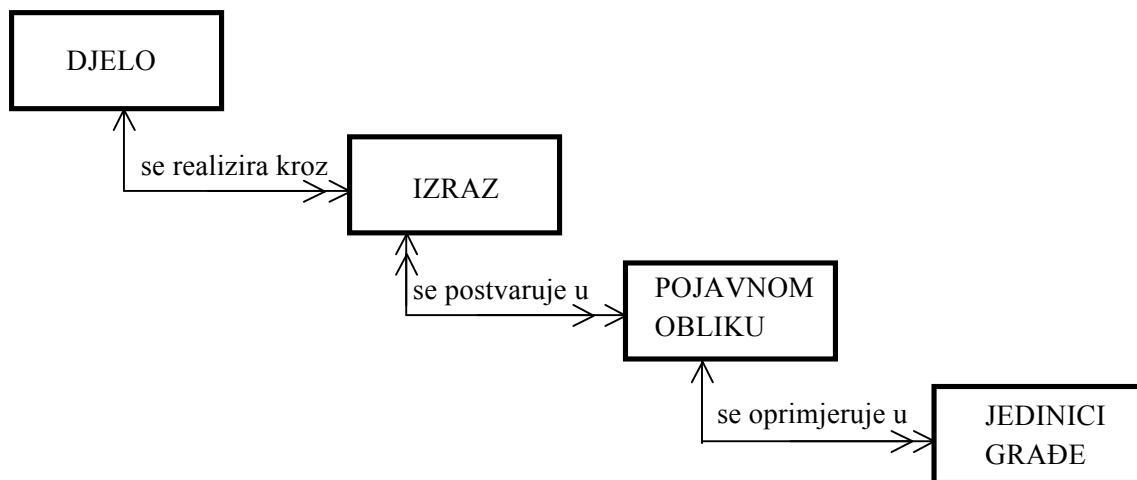 DJELO
se realizira kroz
IZRAZ
se postvaruje u
POJAVNOM
OBLIKU
se oprimjeruje u
JEDINICI
GRAĐE